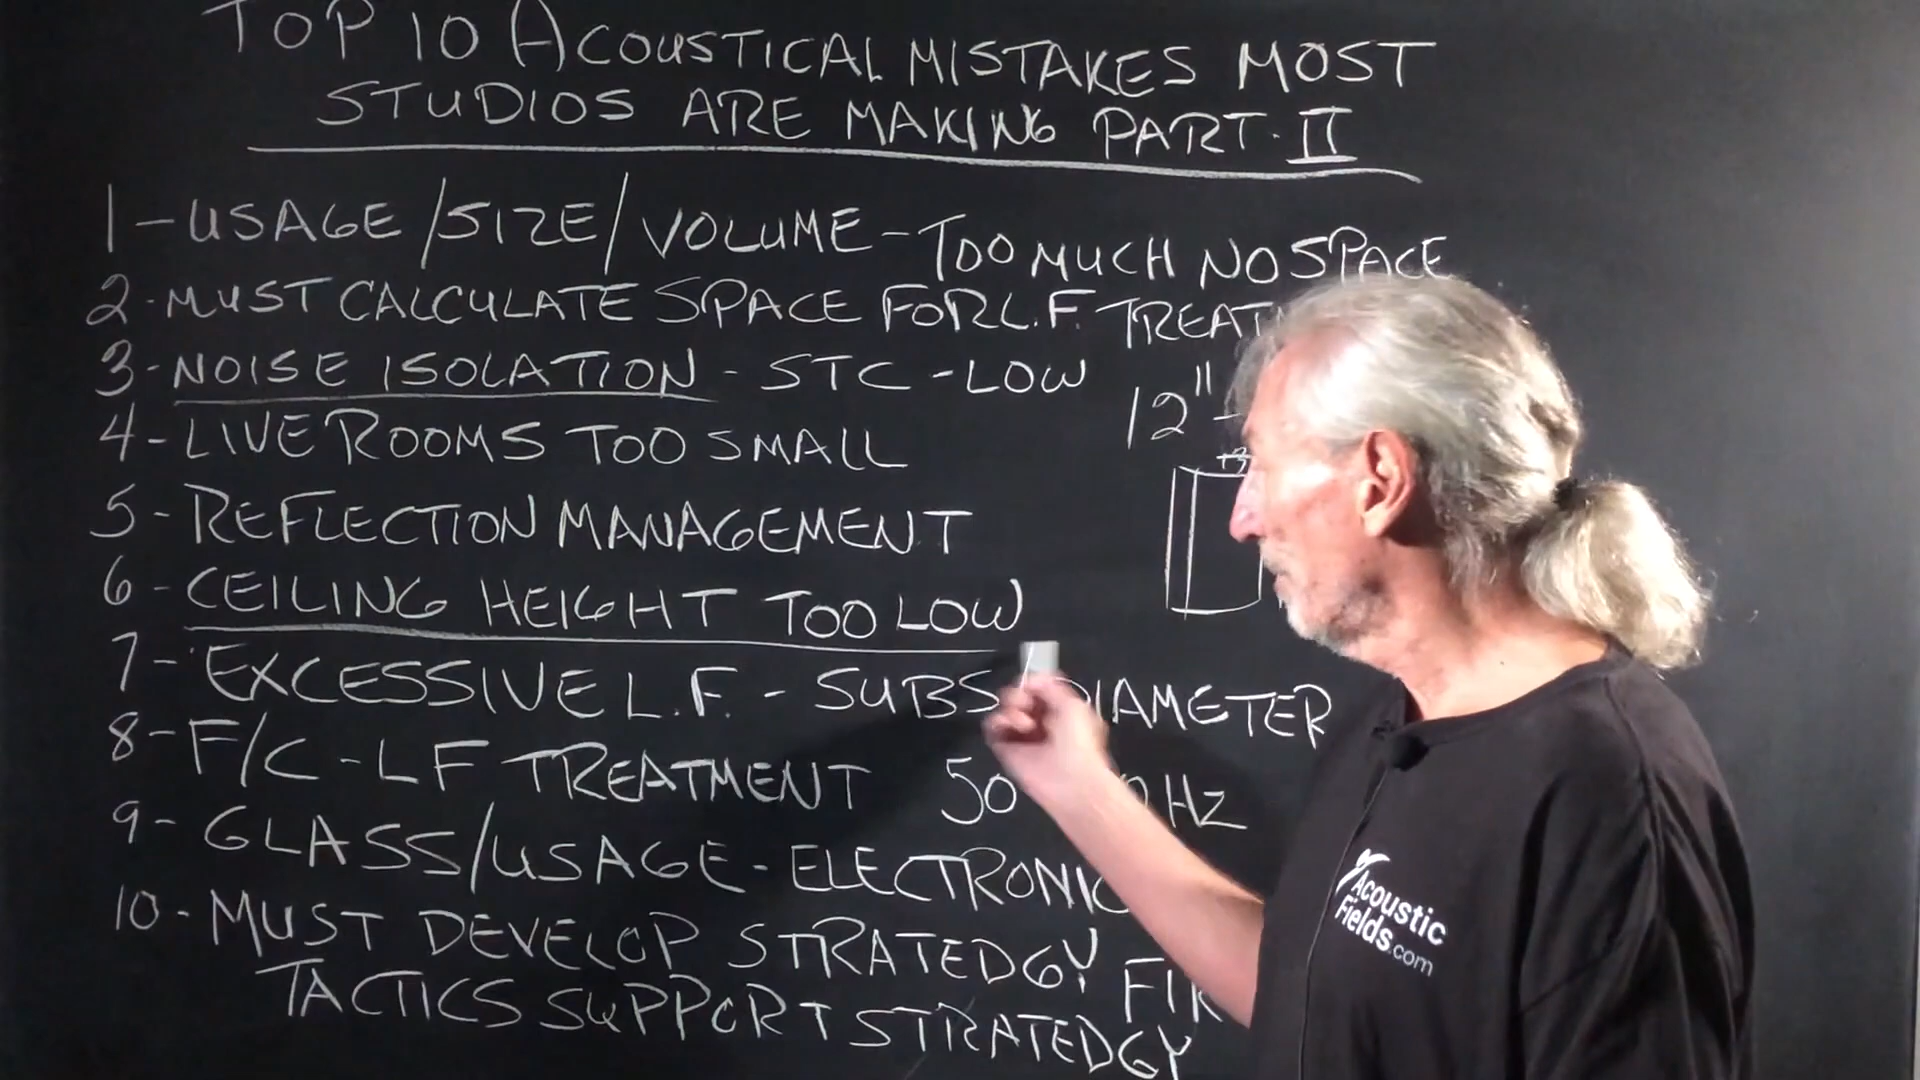 TOP 10 ACOUSTICAL MISTAKES MOST
STUDIOS ARE MAKING PART-II
1-USAGE/SIZE/VOLUME-TOO MUCH NO SPACE
2-MUST CALCULATE SPACE FOR L.F. TREAT
3-NOISE ISOLATION - STC-LOW
12"-
4-LIVE ROOMS TOO SMALL
5-REFLECTION MANAGEMENT
6-CEILING HEIGHT TOO LOW
7-EXCESSIVE L.F. - SUBS/DIAMETER
8-F/C-LF TREATMENT 50 HZ
9-GLASS/USAGE-ELECTRONIC
10-MUST DEVELOP STRATEDGY
TACTICS SUPPORT STRATEDGY
Acoustic
Fields.com